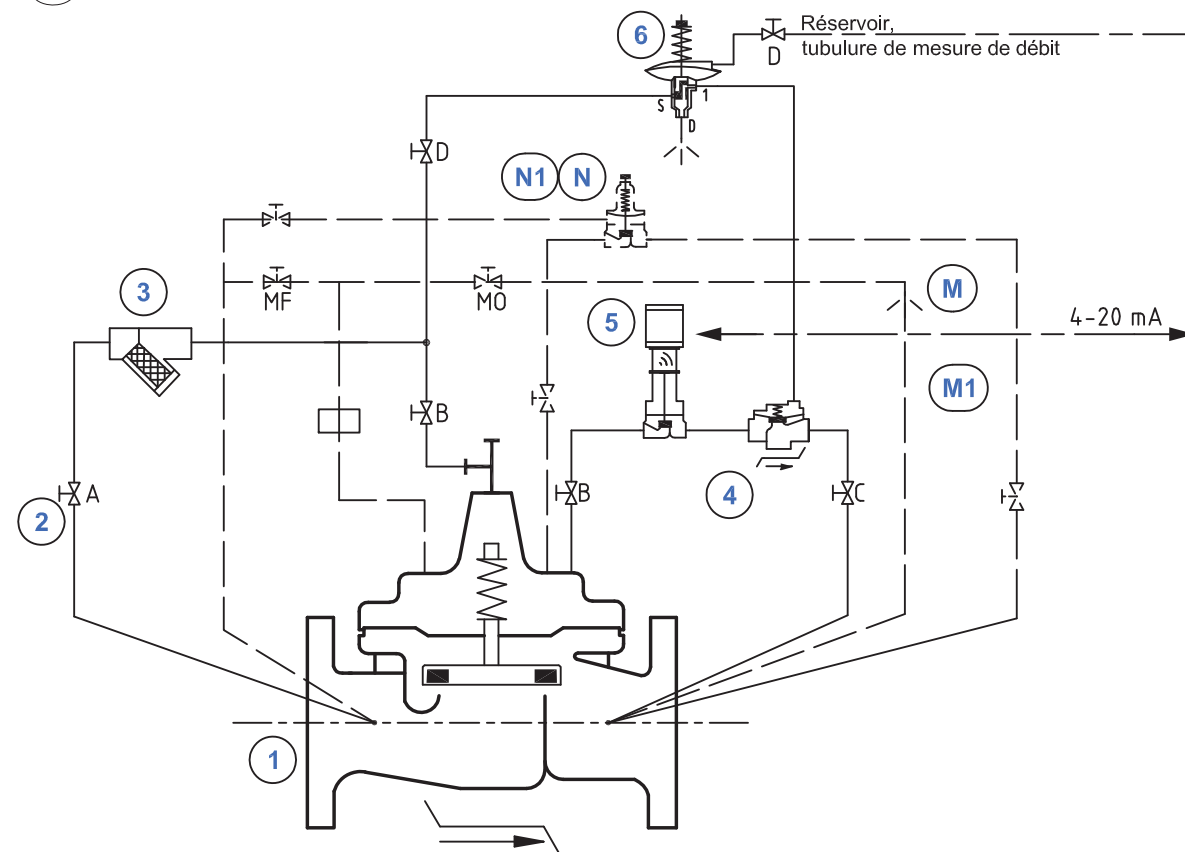 6
Réservoir,
tubulure de mesure de débit
D
S
1
D
D
N1
N
3
MF
MO
M
5
4-20 mA
M1
B
2
A
B
4
C
1